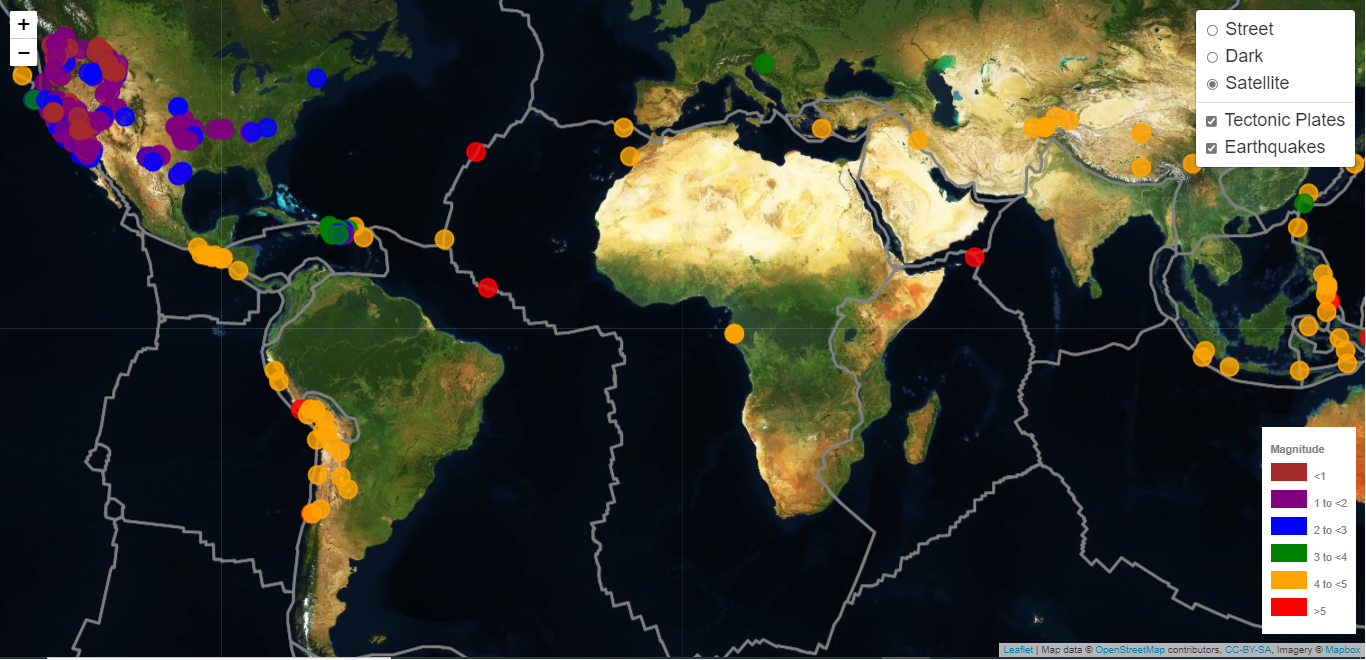 +
−
Street
Dark
Satellite
Tectonic Plates
Earthquakes
Magnitude
<1
1 to <2
2 to <3
3 to <4
4 to <5
>5
Leaflet | Map data © OpenStreetMap contributors, CC-BY-SA, Imagery © Mapbox